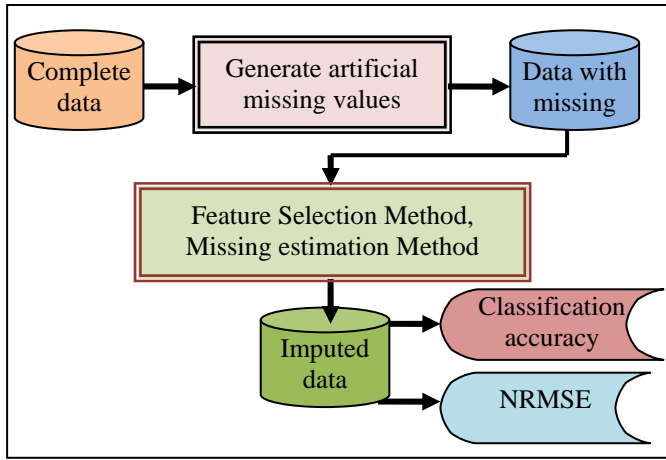 Complete
data
Generate artificial
missing values
Data with
missing
Feature Selection Method,
Missing estimation Method
Imputed
data
Classification
accuracy
NRMSE